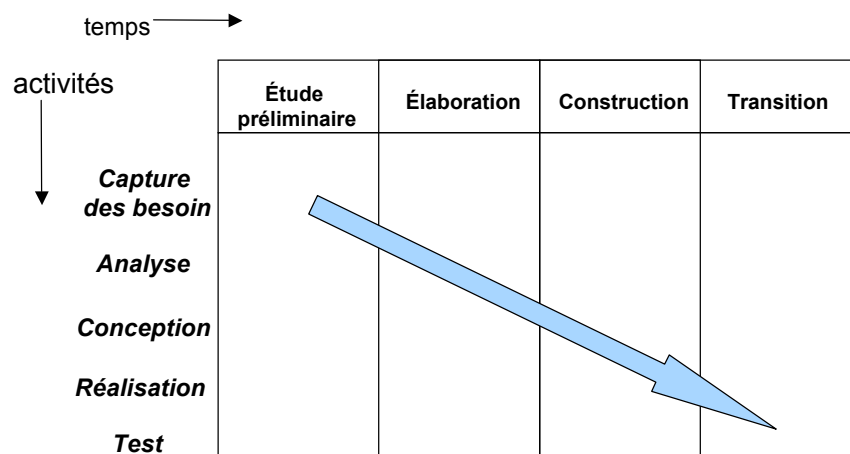 temps
activités
Étude
préliminaire
Élaboration
Construction
Transition
Capture
des besoin
Analyse
Conception
Réalisation
Test